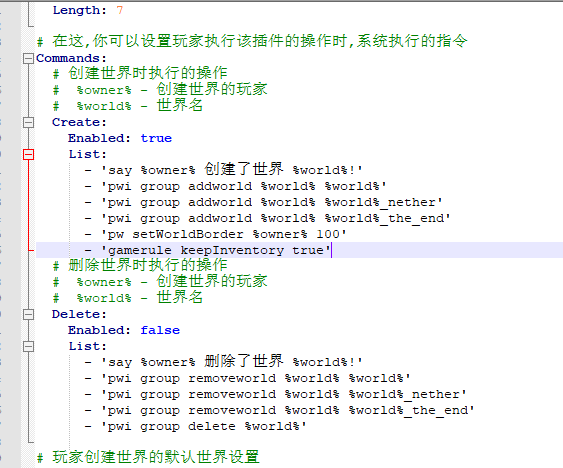 Length: 7
# 在这,你可以设置玩家执行该插件的操作时,系统执行的指令
Commands:
# 创建世界时执行的操作
#  %owner% - 创建世界的玩家
#  %world% - 世界名
Create:
Enabled: true
List:
- 'say %owner% 创建了世界 %world%!'
- 'pwi group addworld %world% %world%'
- 'pwi group addworld %world% %world%_nether'
- 'pwi group addworld %world% %world%_the_end'
- 'pw setWorldBorder %owner% 100'
- 'gamerule keepInventory true'
# 删除世界时执行的操作
#  %owner% - 创建世界的玩家
#  %world% - 世界名
Delete:
Enabled: false
List:
- 'say %owner% 删除了世界 %world%!'
- 'pwi group removeworld %world% %world%'
- 'pwi group removeworld %world% %world%_nether'
- 'pwi group removeworld %world% %world%_the_end'
- 'pwi group delete %world%'
# 玩家创建世界的默认世界设置